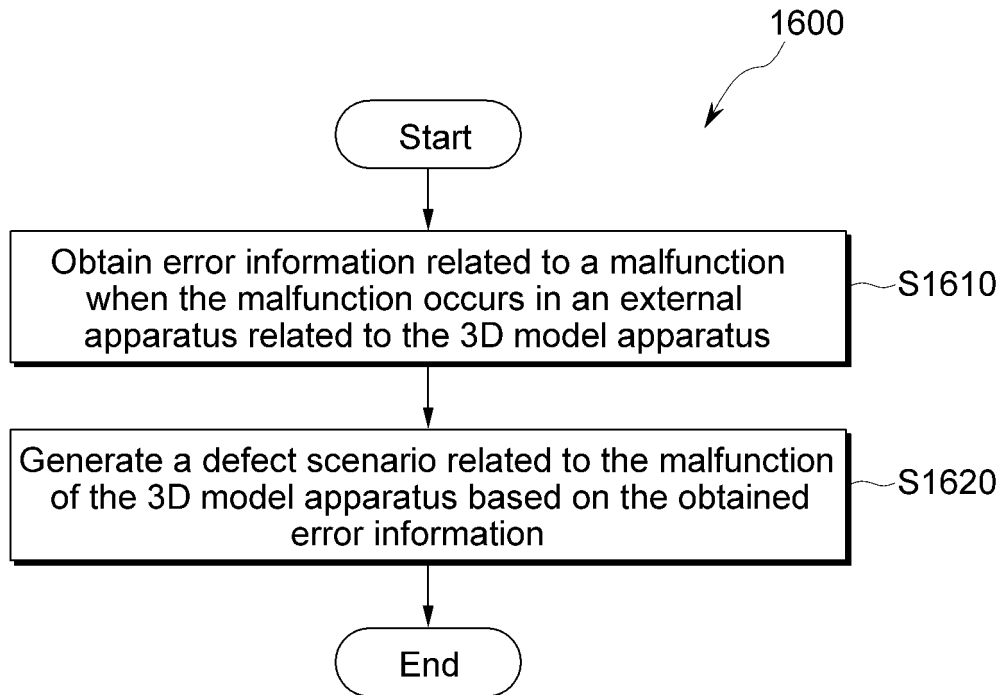 1600
Start
Obtain error information related to a malfunction
when the malfunction occurs in an external
apparatus related to the 3D model apparatus
S1610
Generate a defect scenario related to the malfunction
of the 3D model apparatus based on the obtained
error information
S1620
End